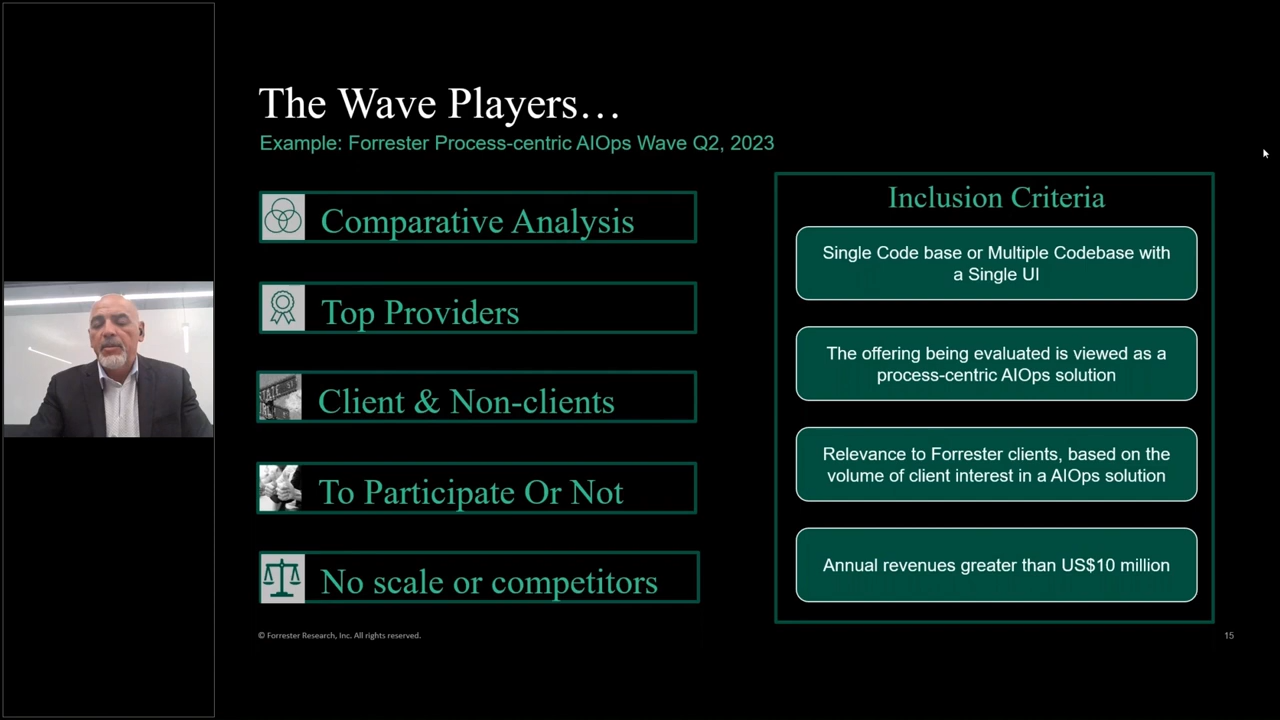 The Wave Players…
Example: Forrester Process-centric AIOps Wave Q2, 2023
Comparative Analysis
Top Providers
Client & Non-clients
To Participate Or Not
No scale or competitors
Inclusion Criteria
Single Code base or Multiple Codebase with
a Single UI
The offering being evaluated is viewed as a
process-centric AIOps solution
Relevance to Forrester clients, based on the
volume of client interest in a AIOps solution
Annual revenues greater than US$10 million
© Forrester Research, Inc. All rights reserved.
15